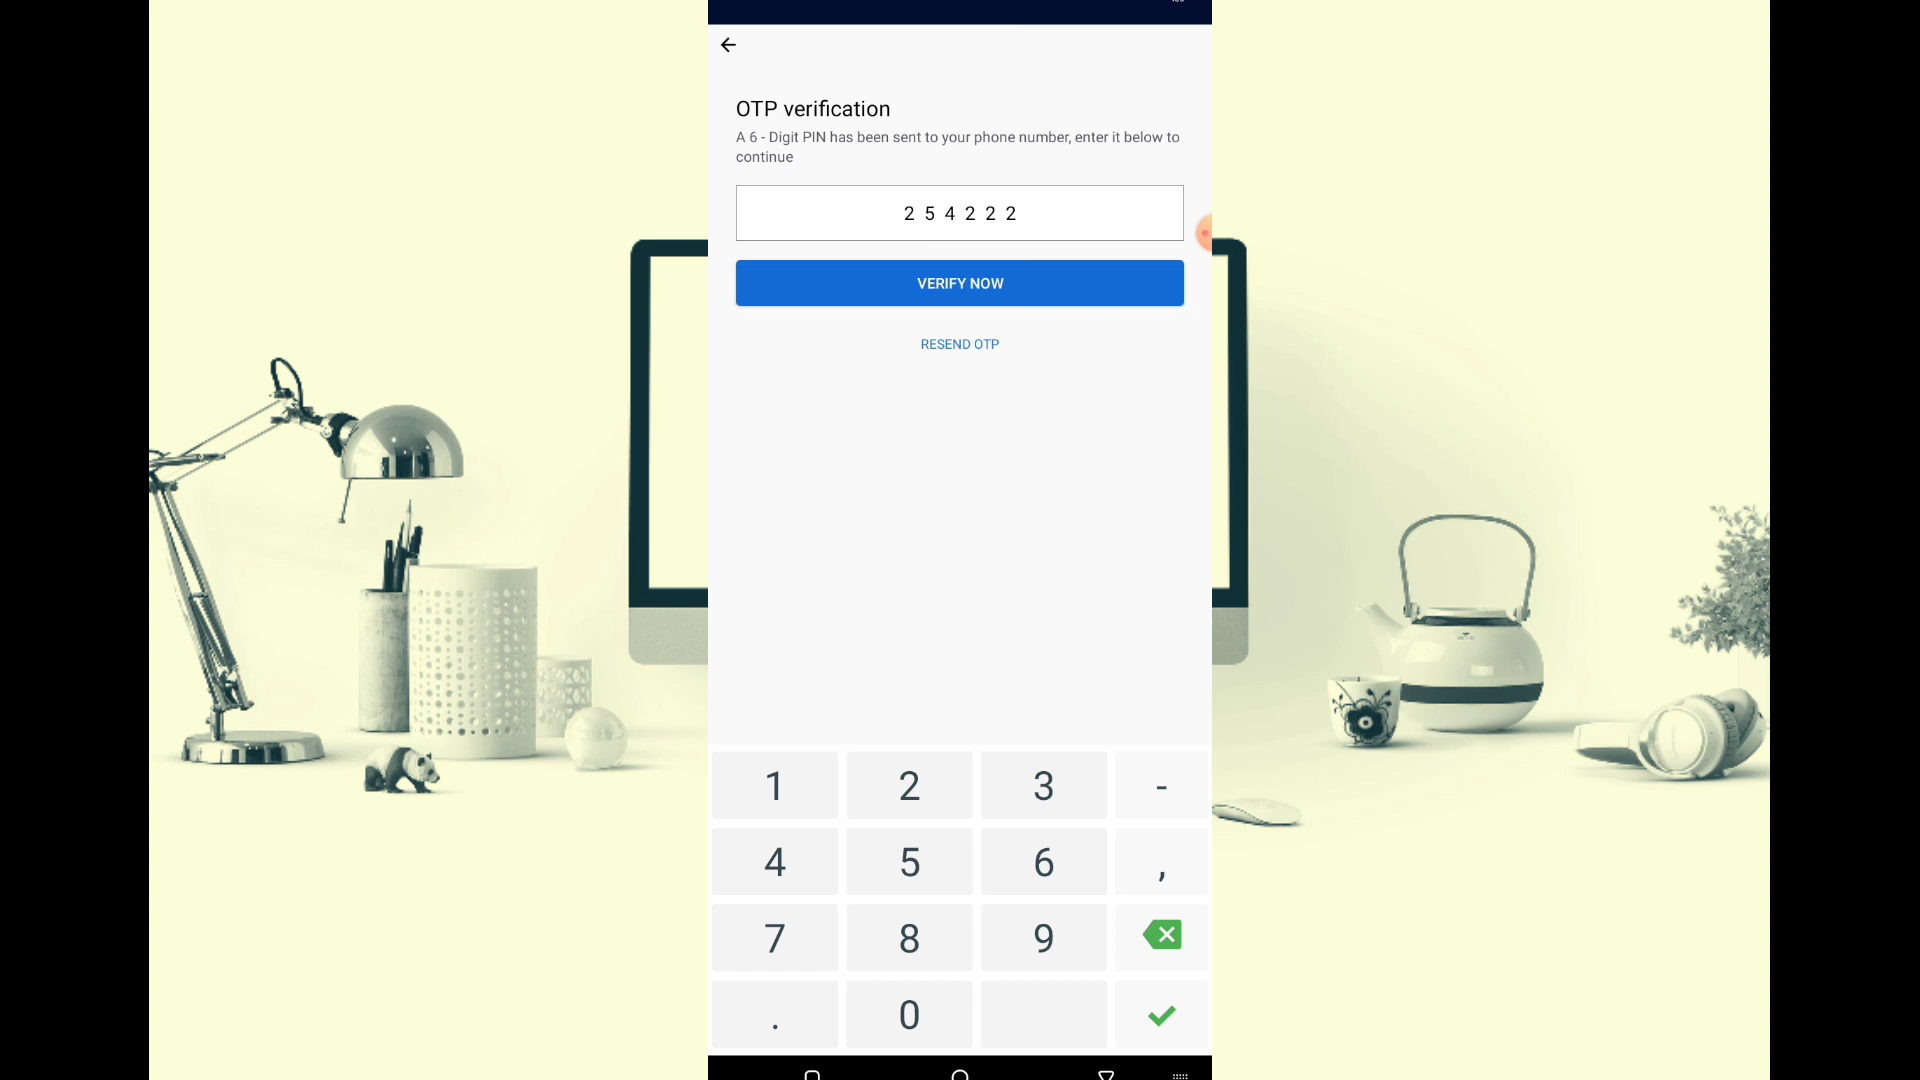 OTP verification
A 6 - Digit PIN has been sent to your phone number, enter it below to
continue
2 5 4 2 2 2
VERIFY NOW
RESEND OTP
1 2 3 -
4 5 6 ,
7 8 9
. 0